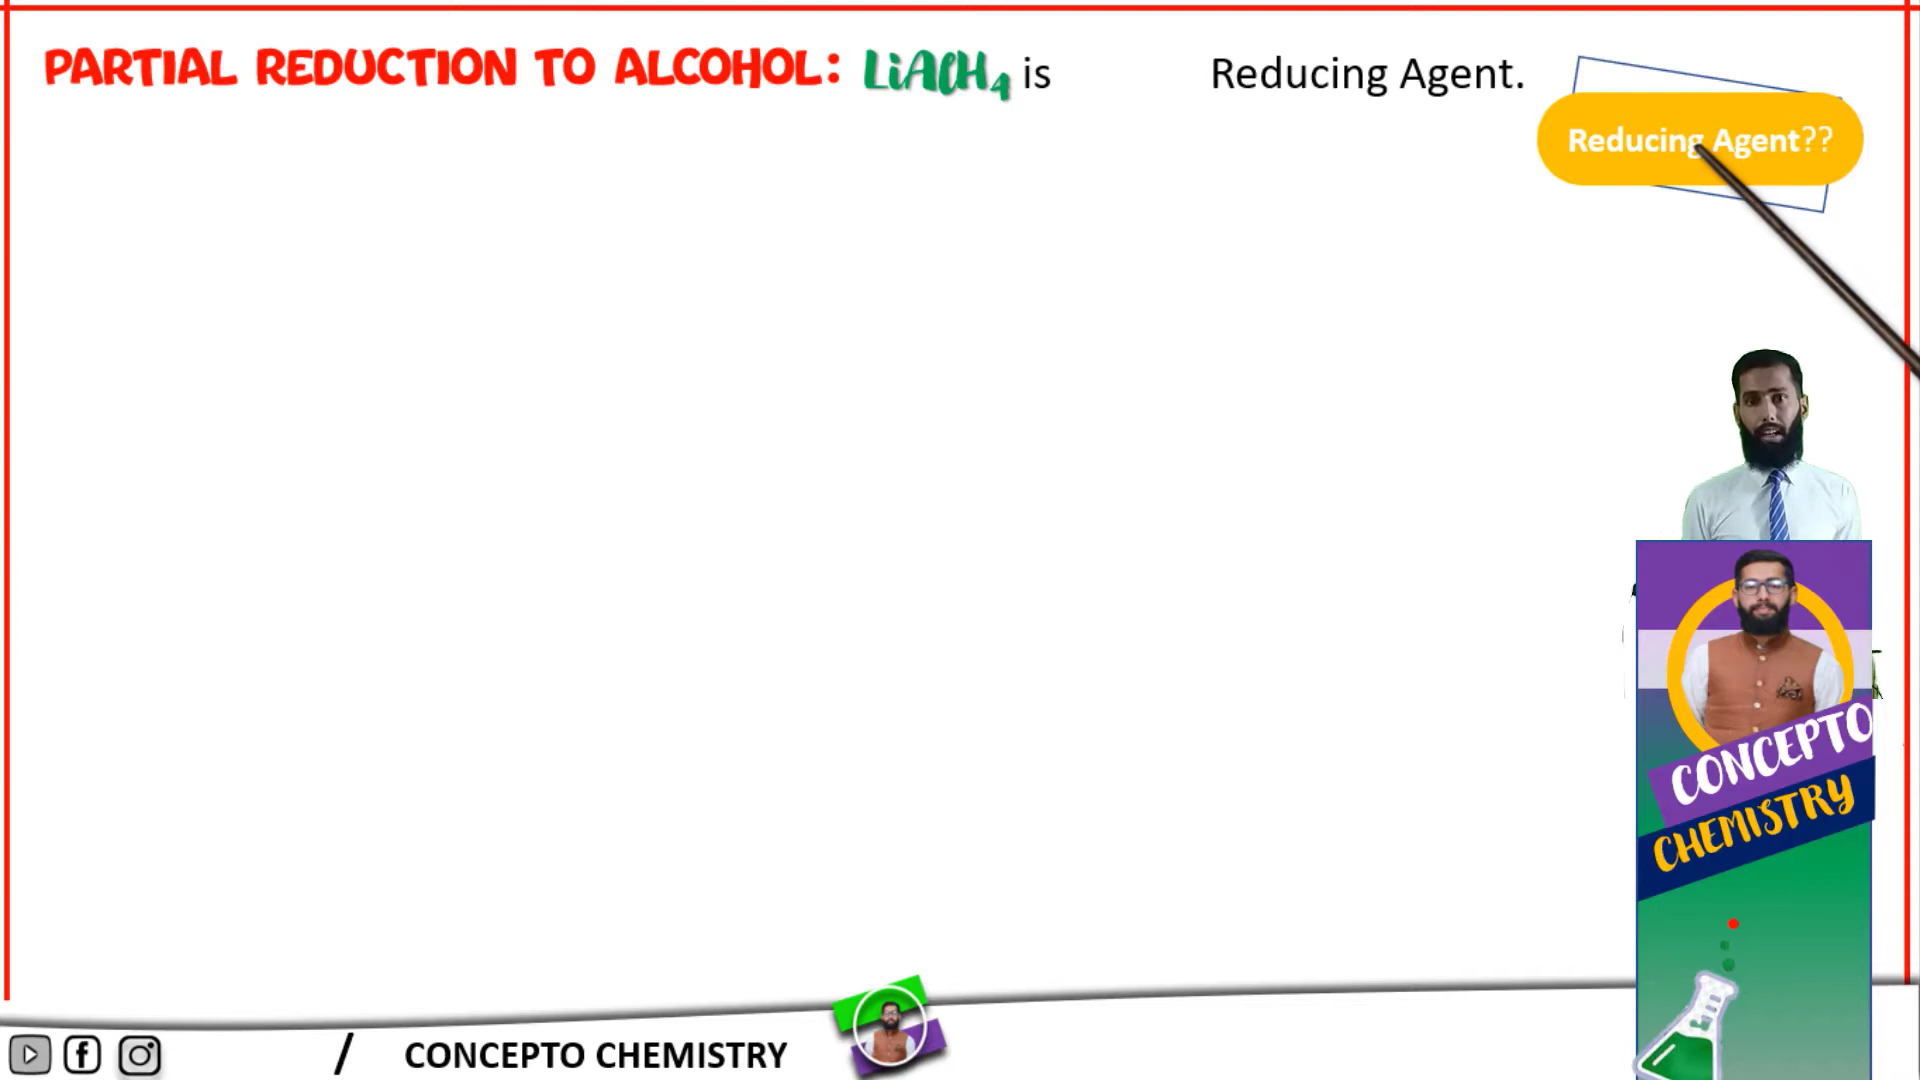 PARTIAL REDUCTION TO ALCOHOL: LiAlH₄ is Reducing Agent.
Reducing Agent??
CONCEPTO
CHEMISTRY
/ CONCEPTO CHEMISTRY